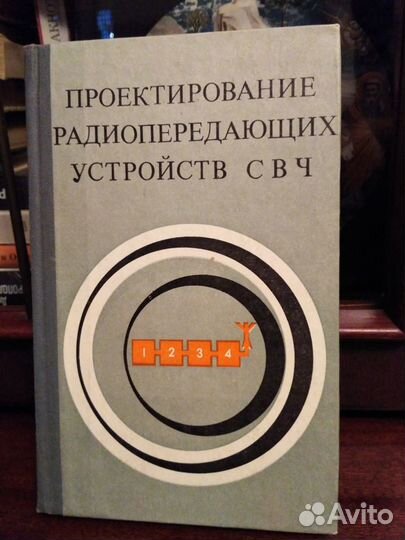 ПРОЕКТИРОВАНИЕ
РАДИОПЕРЕДАЮЩИХ
УСТРОЙСТВ СВЧ
1 2 3 4
Avito